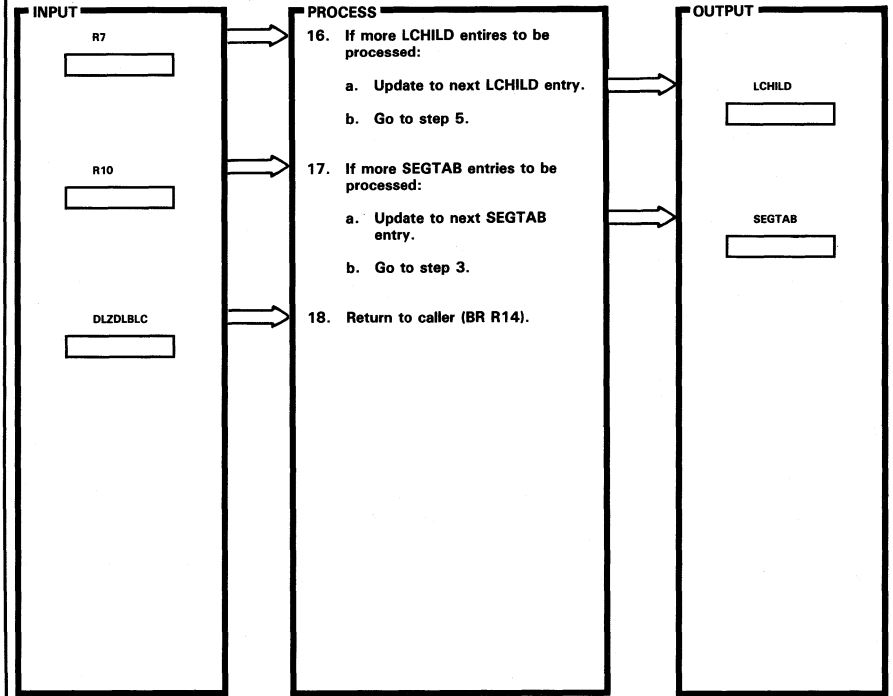 INPUT
R7
R10
DLZDLBLC
PROCESS
16. If more LCHILD entires to be
processed:
a. Update to next LCHILD entry.
b. Go to step 5.
17. If more SEGTAB entries to be
processed:
a. Update to next SEGTAB
entry.
b. Go to step 3.
18. Return to caller (BR R14).
OUTPUT
LCHILD
SEGTAB